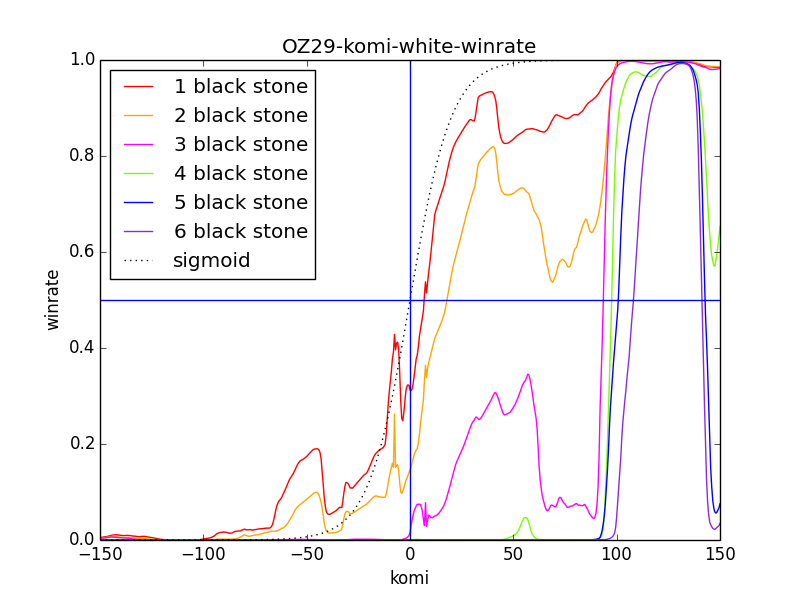 OZ29-komi-white-winrate
1.0
0.8
0.6
0.4
0.2
0.0
winrate
1 black stone
2 black stone
3 black stone
4 black stone
5 black stone
6 black stone
sigmoid
−150
−100
−50
0
50
100
150
komi